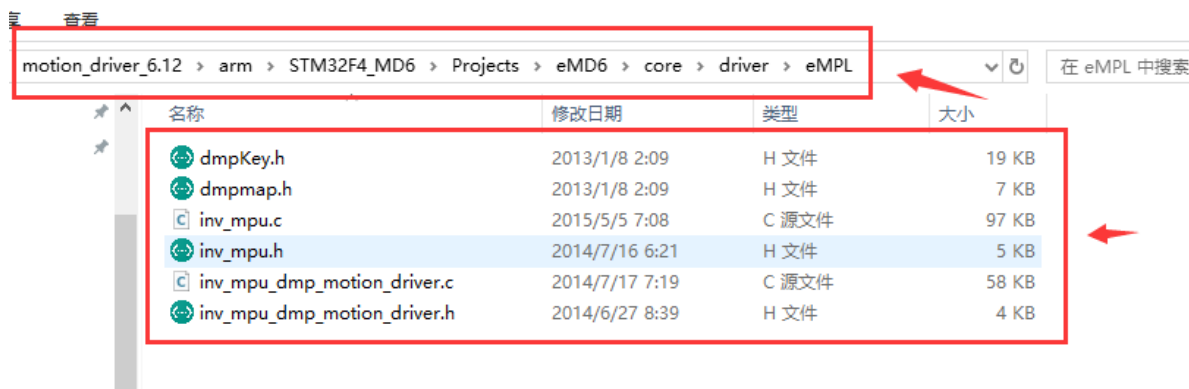 查看
motion_driver_6.12 > arm > STM32F4_MD6 > Projects > eMD6 > core > driver > eMPL
在 eMPL 中搜索
名称 修改日期 类型 大小
dmpKey.h 2013/1/8 2:09 H 文件 19 KB
dmpmap.h 2013/1/8 2:09 H 文件 7 KB
inv_mpu.c 2015/5/5 7:08 C 源文件 97 KB
inv_mpu.h 2014/7/16 6:21 H 文件 5 KB
inv_mpu_dmp_motion_driver.c 2014/7/17 7:19 C 源文件 58 KB
inv_mpu_dmp_motion_driver.h 2014/6/27 8:39 H 文件 4 KB